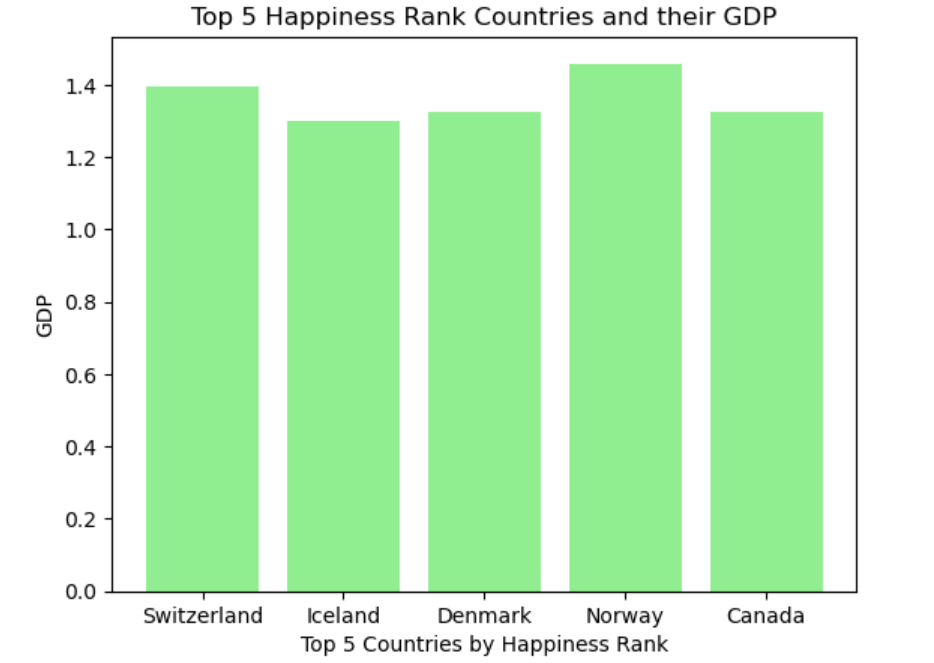 Top 5 Happiness Rank Countries and their GDP
GDP
1.4
1.2
1.0
0.8
0.6
0.4
0.2
0.0
Switzerland Iceland Denmark Norway Canada
Top 5 Countries by Happiness Rank